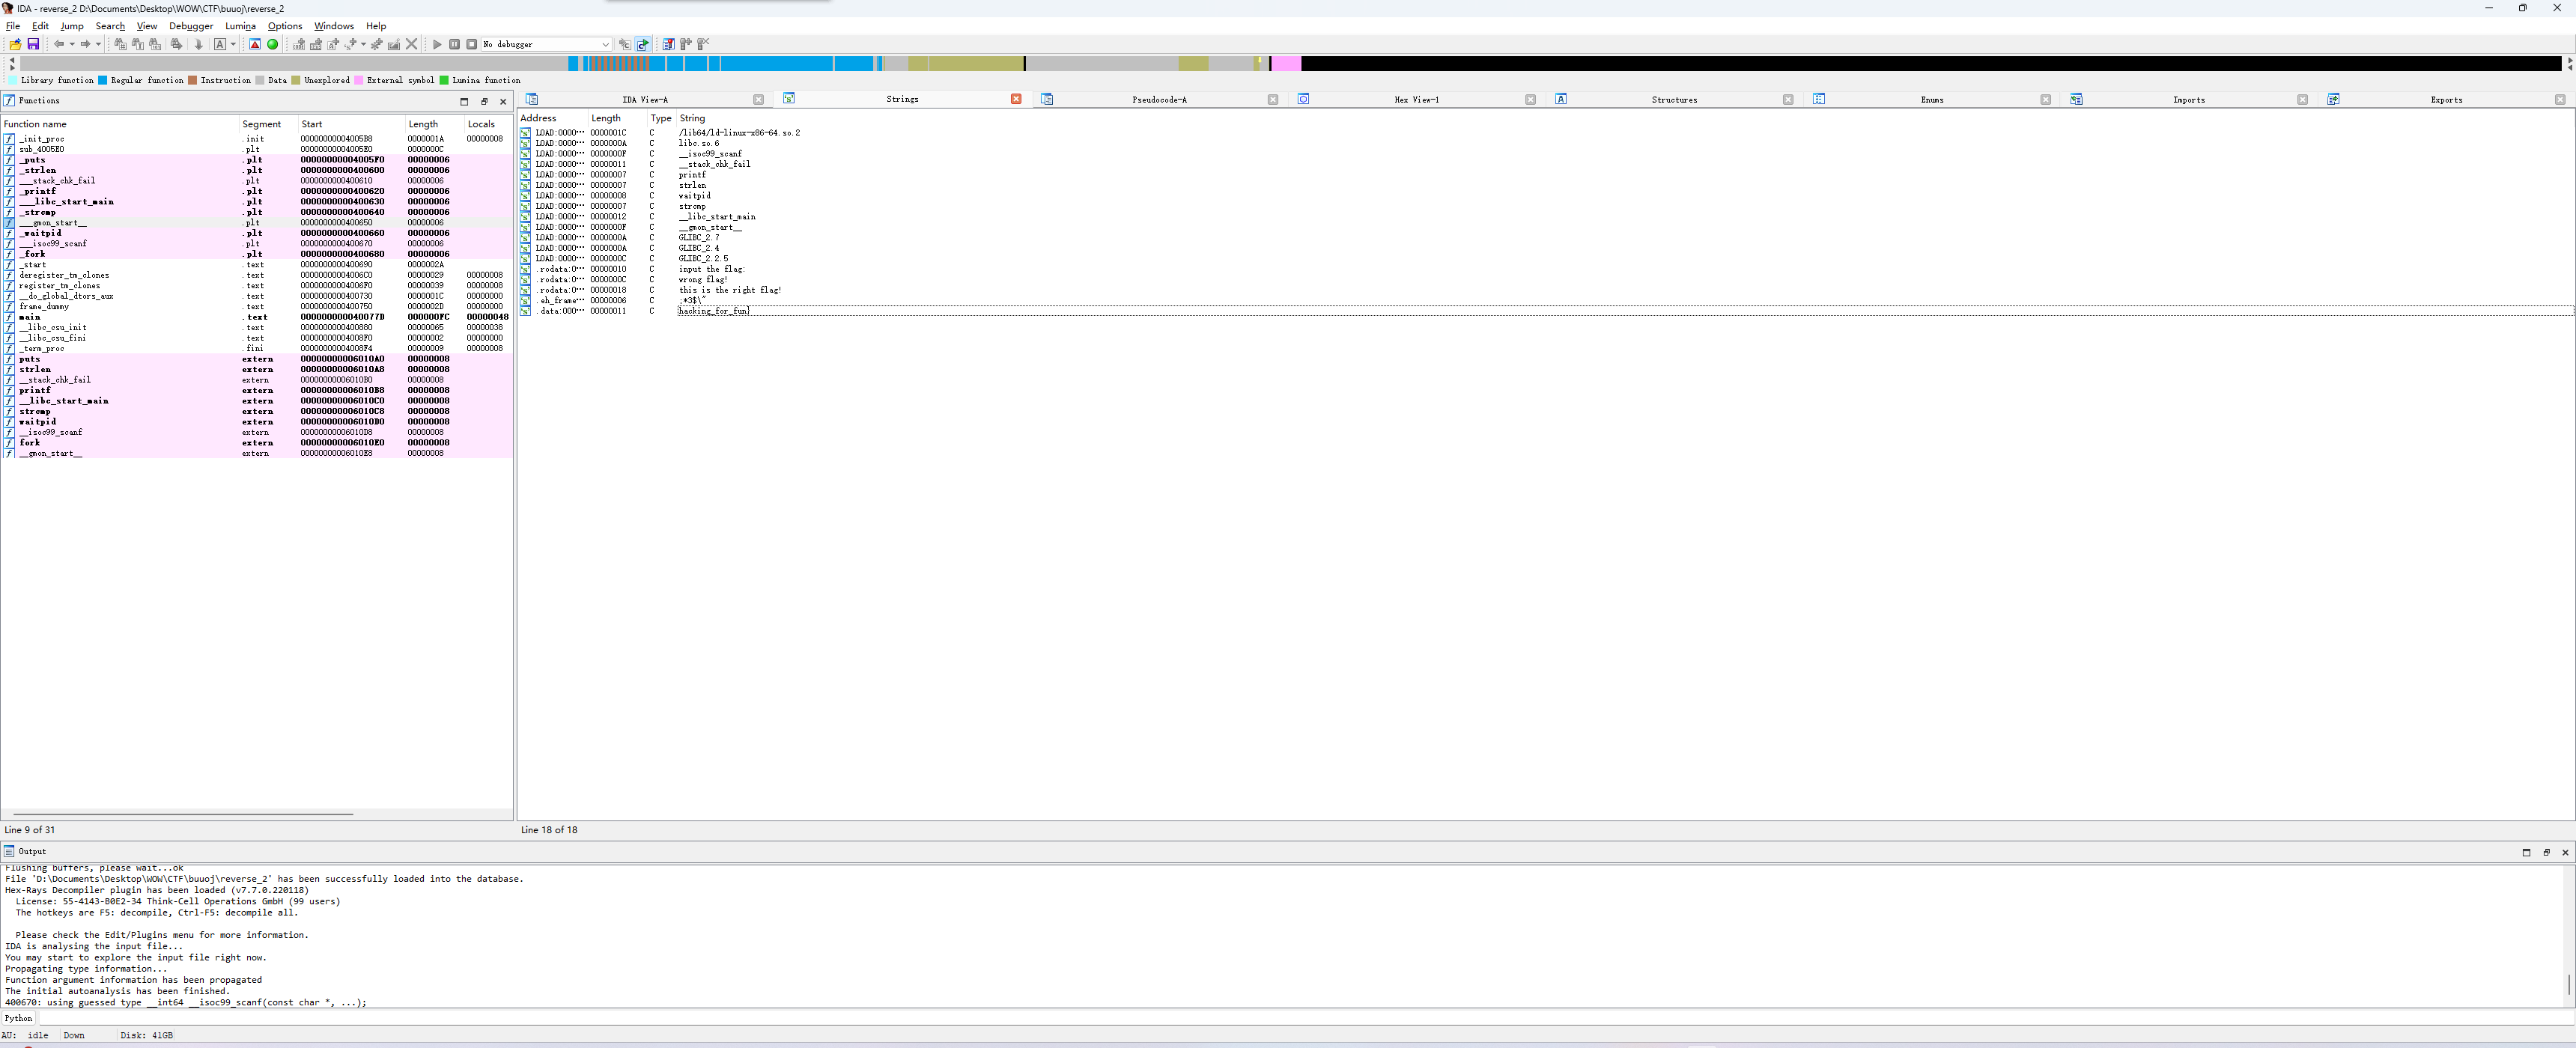 IDA - reverse_2 D:\Documents\Desktop\WOW\CTF\buuoj\reverse_2
File Edit Jump Search View Debugger Lumina Options Windows Help
No debugger
Library function Regular function Instruction Data Unexplored External symbol Lumina function
Functions
Function name Segment Start Length Locals
_init_proc .init 00000000004005B8 0000001A 00000008
sub_4005E0 .plt 00000000004005E0 0000000C
_puts .plt 00000000004005F0 00000006
_strlen .plt 0000000000400600 00000006
___stack_chk_fail .plt 0000000000400610 00000006
_printf .plt 0000000000400620 00000006
___libc_start_main .plt 0000000000400630 00000006
_strcmp .plt 0000000000400640 00000006
___gmon_start__ .plt 0000000000400650 00000006
_waitpid .plt 0000000000400660 00000006
___isoc99_scanf .plt 0000000000400670 00000006
_fork .plt 0000000000400680 00000006
_start .text 0000000000400690 0000002A
deregister_tm_clones .text 00000000004006C0 00000029 00000008
register_tm_clones .text 00000000004006F0 00000039 00000008
__do_global_dtors_aux .text 0000000000400730 0000001C 00000000
frame_dummy .text 0000000000400750 0000002D 00000000
main .text 000000000040077D 000000FC 00000048
__libc_csu_init .text 0000000000400880 00000065 00000038
__libc_csu_fini .text 00000000004008F0 00000002 00000000
_term_proc .fini 00000000004008F4 00000009 00000008
puts extern 00000000006010A0 00000008
strlen extern 00000000006010A8 00000008
__stack_chk_fail extern 00000000006010B0 00000008
printf extern 00000000006010B8 00000008
__libc_start_main extern 00000000006010C0 00000008
strcmp extern 00000000006010C8 00000008
waitpid extern 00000000006010D0 00000008
__isoc99_scanf extern 00000000006010D8 00000008
fork extern 00000000006010E0 00000008
__gmon_start__ extern 00000000006010E8 00000008
Line 9 of 31
IDA View-A Strings Pseudocode-A Hex View-1 Structures Enums Imports Exports
Address Length Type String
LOAD:0000… 0000001C C /lib64/ld-linux-x86-64.so.2
LOAD:0000… 0000000A C libc.so.6
LOAD:0000… 0000000F C __isoc99_scanf
LOAD:0000… 00000011 C __stack_chk_fail
LOAD:0000… 00000007 C printf
LOAD:0000… 00000007 C strlen
LOAD:0000… 00000008 C waitpid
LOAD:0000… 00000007 C strcmp
LOAD:0000… 00000012 C __libc_start_main
LOAD:0000… 0000000F C __gmon_start__
LOAD:0000… 0000000A C GLIBC_2.7
LOAD:0000… 0000000A C GLIBC_2.4
LOAD:0000… 0000000C C GLIBC_2.2.5
.rodata:0… 00000010 C input the flag:
.rodata:0… 0000000C C wrong flag!
.rodata:0… 00000018 C this is the right flag!
.eh_frame… 00000006 C ;*3$\"
.data:000… 00000011 C hacking_for_fun}
Line 18 of 18
Output
Flushing buffers, please wait...ok
File 'D:\Documents\Desktop\WOW\CTF\buuoj\reverse_2' has been successfully loaded into the database.
Hex-Rays Decompiler plugin has been loaded (v7.7.0.220118)
License: 55-4143-B0E2-34 Think-Cell Operations GmbH (99 users)
The hotkeys are F5: decompile, Ctrl-F5: decompile all.
Please check the Edit/Plugins menu for more information.
IDA is analysing the input file...
You may start to explore the input file right now.
Propagating type information...
Function argument information has been propagated
The initial autoanalysis has been finished.
400670: using guessed type __int64 __isoc99_scanf(const char *, ...);
Python
AU: idle Down Disk: 41GB